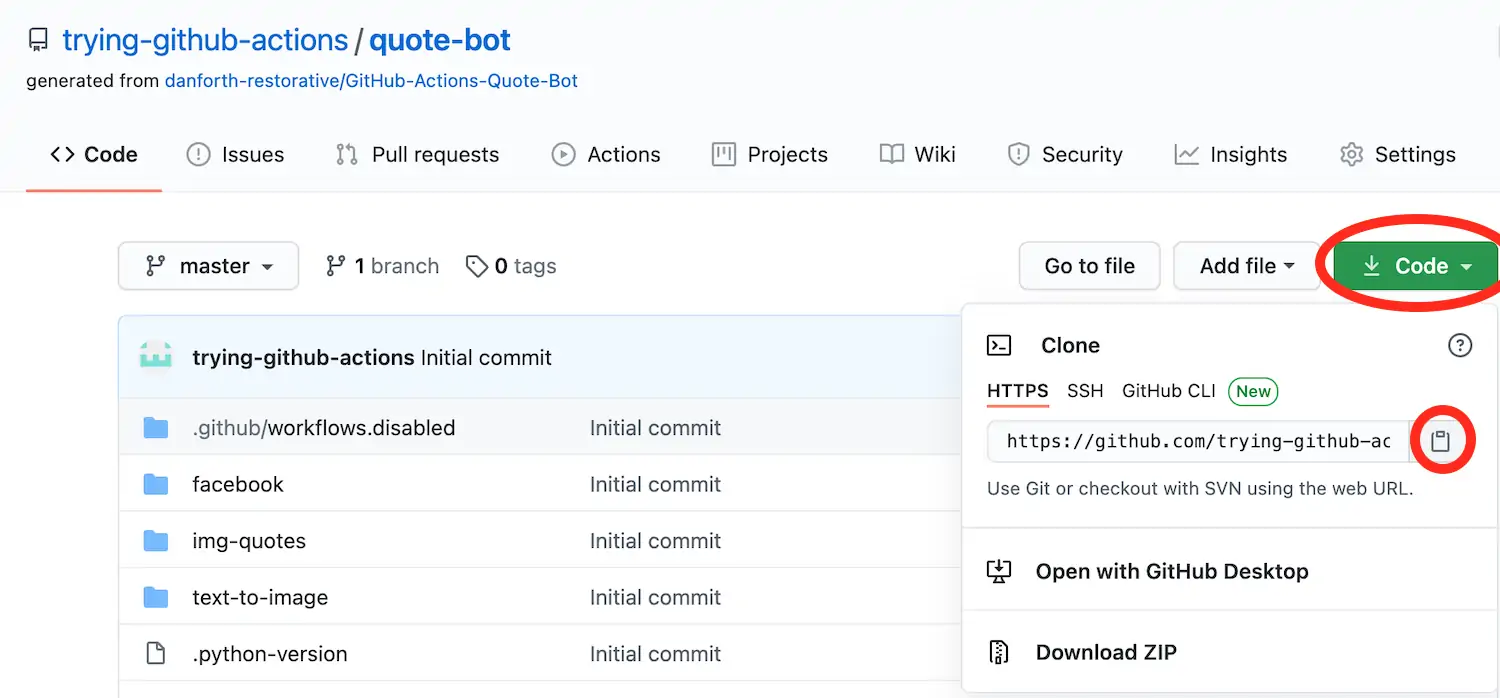 trying-github-actions / quote-bot
generated from danforth-restorative/GitHub-Actions-Quote-Bot
Code Issues Pull requests Actions Projects Wiki Security Insights Settings
master 1 branch 0 tags Go to file Add file Code
trying-github-actions Initial commit
.github/workflows.disabled Initial commit
facebook Initial commit
img-quotes Initial commit
text-to-image Initial commit
.python-version Initial commit
Clone
HTTPS SSH GitHub CLI New
https://github.com/trying-github-ac
Use Git or checkout with SVN using the web URL.
Open with GitHub Desktop
Download ZIP